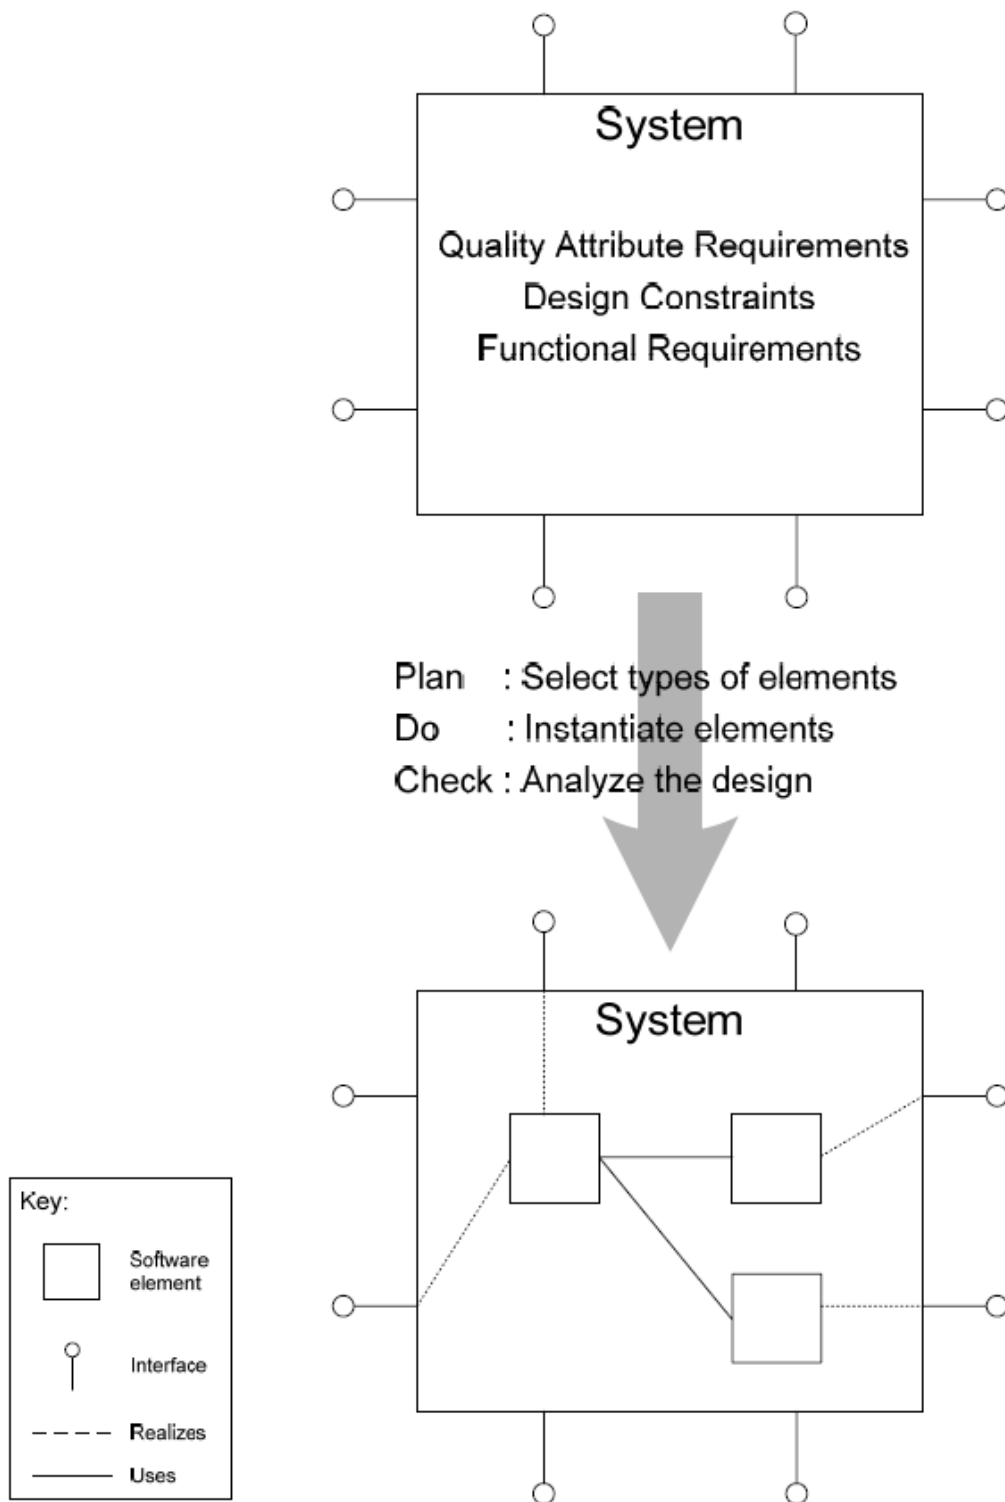 System
Quality Attribute Requirements
Design Constraints
Functional Requirements
Plan : Select types of elements
Do : Instantiate elements
Check : Analyze the design
System
Key:
Software
element
Interface
Realizes
Uses